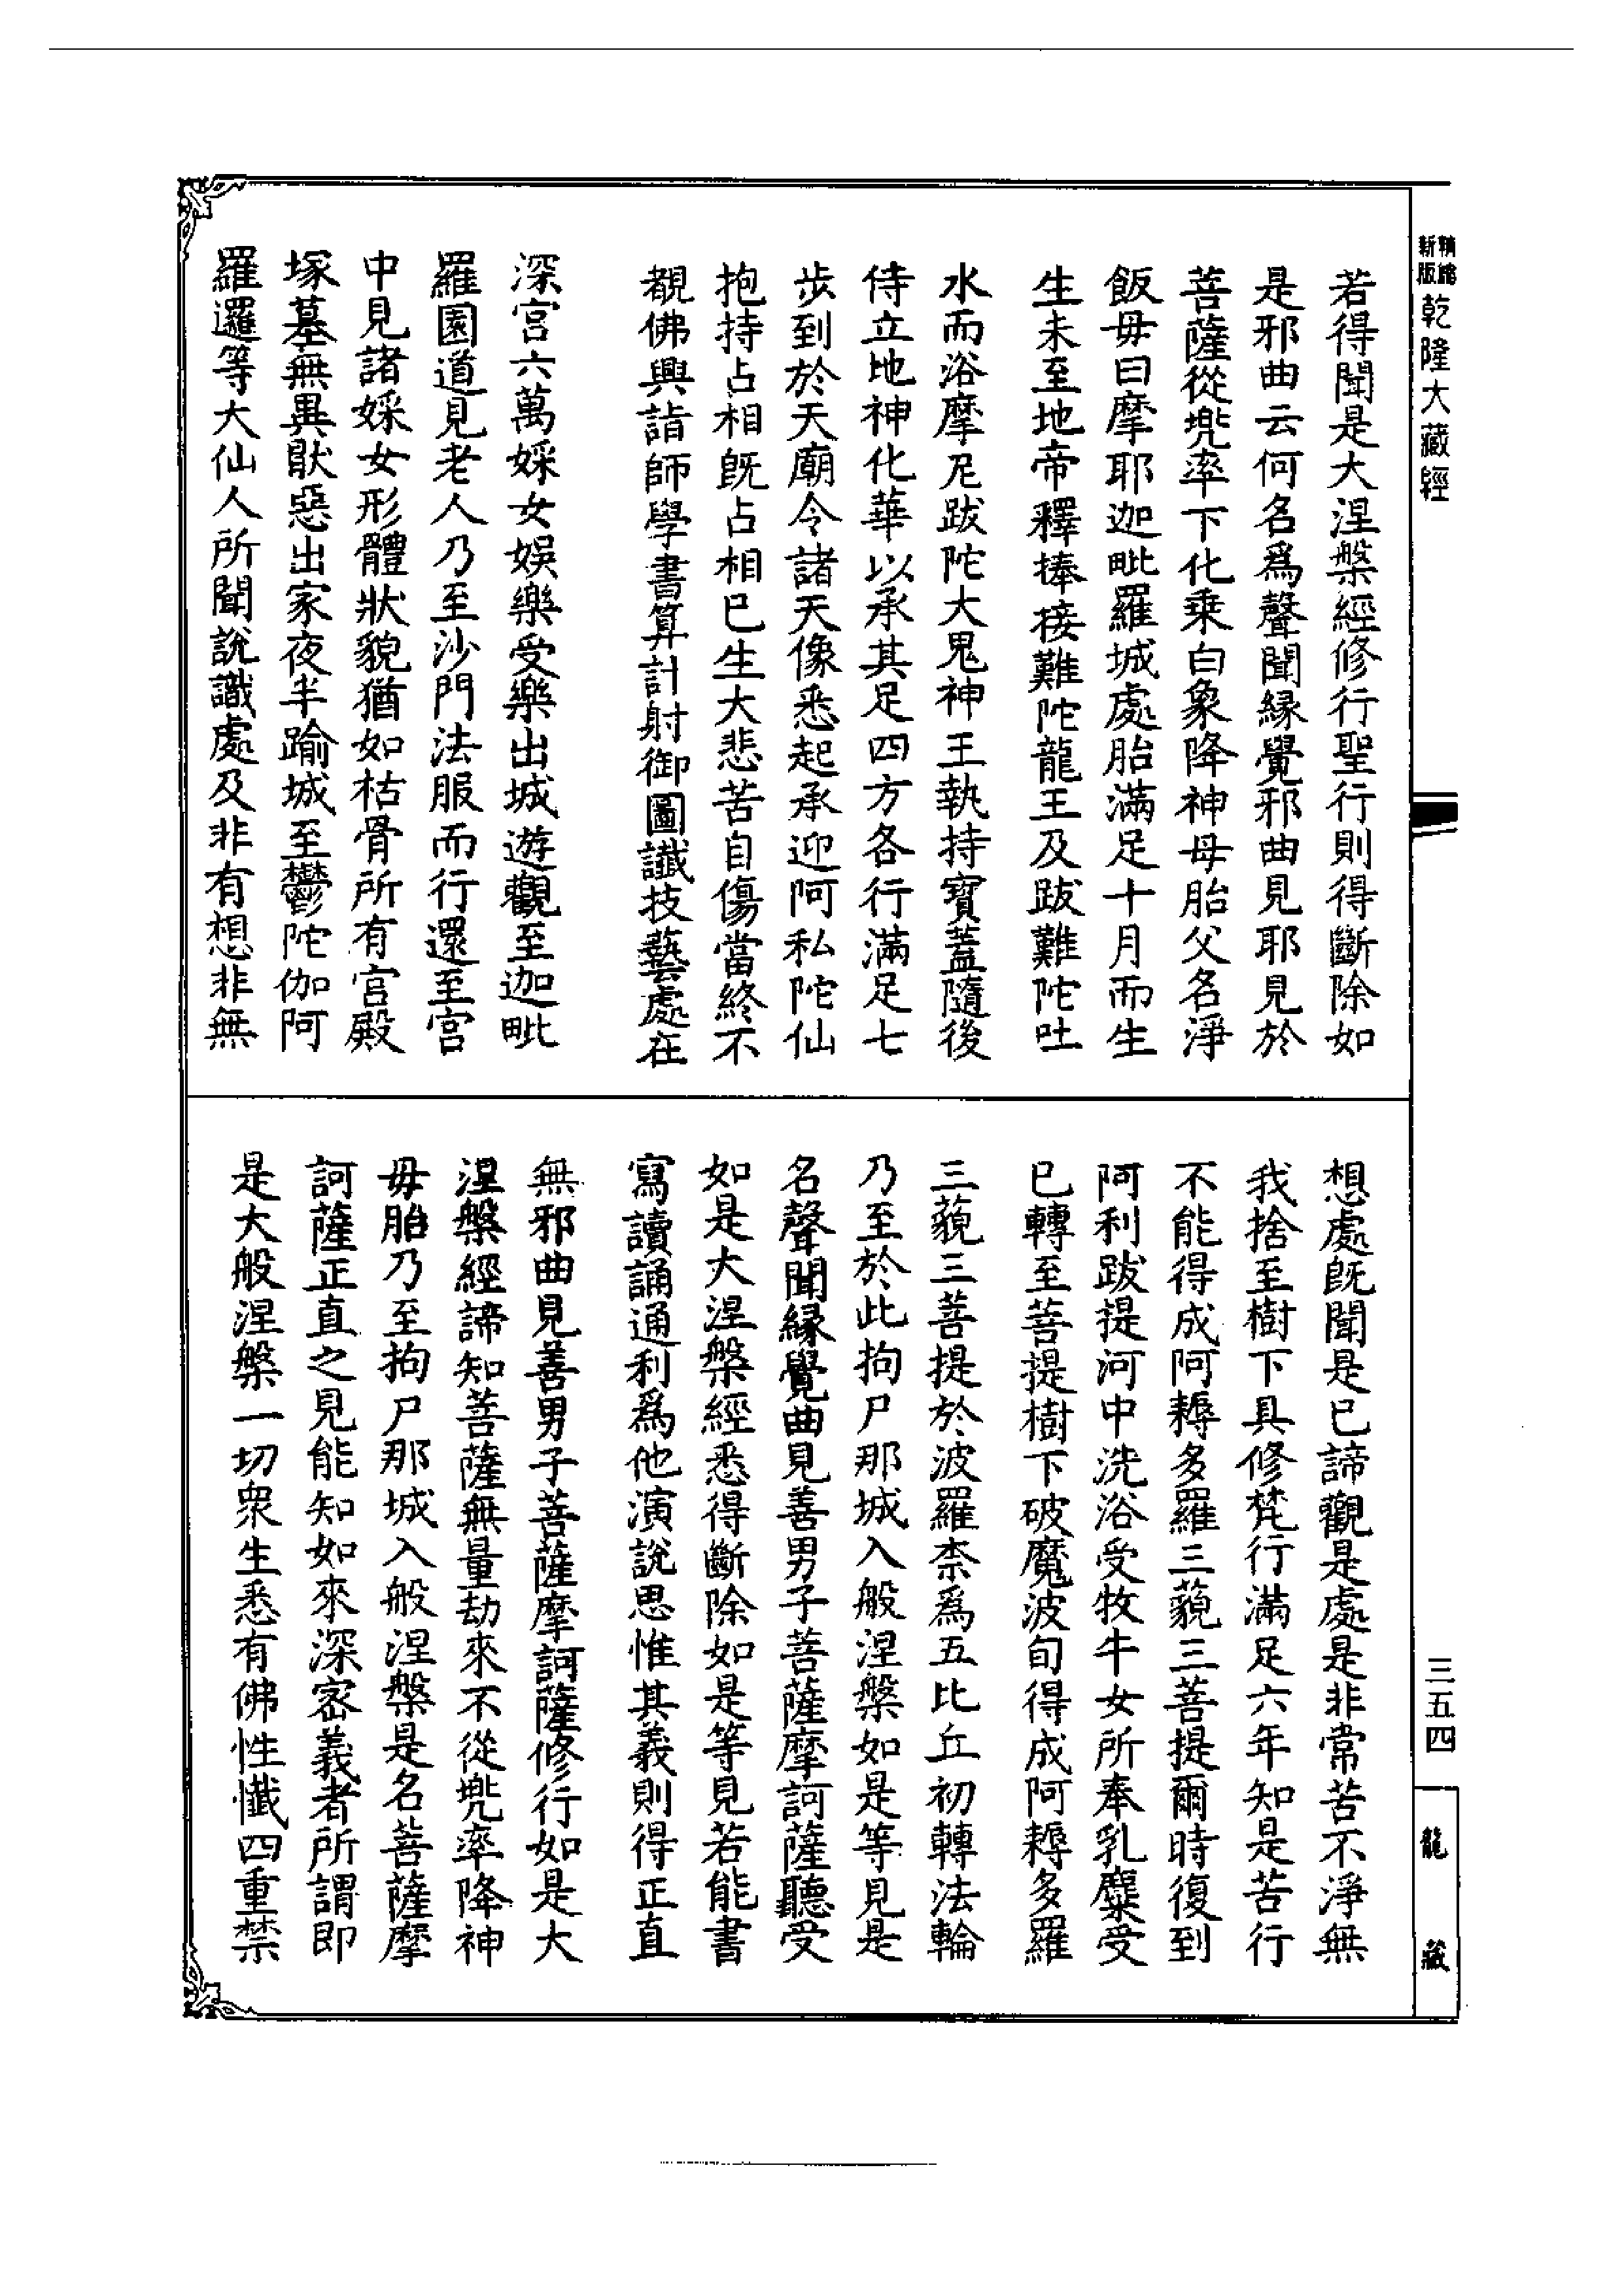 精縮新版乾隆大藏經
若得聞是大涅槃經修行聖行則得斷除如
是邪曲云何名爲聲聞緣覺邪曲見耶見於
菩薩從兠率下化乗白象降神母胎父名淨
飯毋曰摩耶迦毗羅城處胎滿足十月而生
生未至地帝釋捧接難陀龍王及跋難陀吐
水而浴摩尼跋陀大鬼神王執持寳蓋隨後
侍立地神化華以承其足四方各行滿足七
步到於天廟令諸天像悉起承迎阿私陀仙
抱持占相旣占相已生大悲苦自傷當終不
覩佛興詣師學書算計射御圖讖技藝處在
深宮六萬婇女娛樂受樂出城遊觀至迦毗
羅園道見老人乃至沙門法服而行還至宮
中見諸婇女形體狀貌猶如枯骨所有宮殿
塚墓無異猒惡出家夜半踰城至鬱陀伽阿
羅邏等大仙人所聞說識處及非有想非無
想處旣聞是已諦觀是處是非常苦不淨無
我捨至樹下具修梵行滿足六年知是苦行
不能得成阿耨多羅三藐三菩提爾時復到
阿利跋提河中洗浴受牧牛女所奉乳糜受
已轉至菩提樹下破魔波旬得成阿耨多羅
三藐三菩提於波羅柰爲五比丘初轉法輪
乃至於此拘尸那城入般涅槃如是等見是
名聲聞緣覺曲見善男子菩薩摩訶薩聽受
如是大涅槃經悉得斷除如是等見若能書
寫讀誦通利爲他演說思惟其義則得正直
無邪曲見善男子菩薩摩訶薩修行如是大
涅槃經諦知菩薩無量劫來不從兠率降神
毋胎乃至拘尸那城入般涅槃是名菩薩摩
訶薩正直之見能知如來深密義者所謂即
是大般涅槃一切衆生悉有佛性懺四重禁
三五四
龍藏